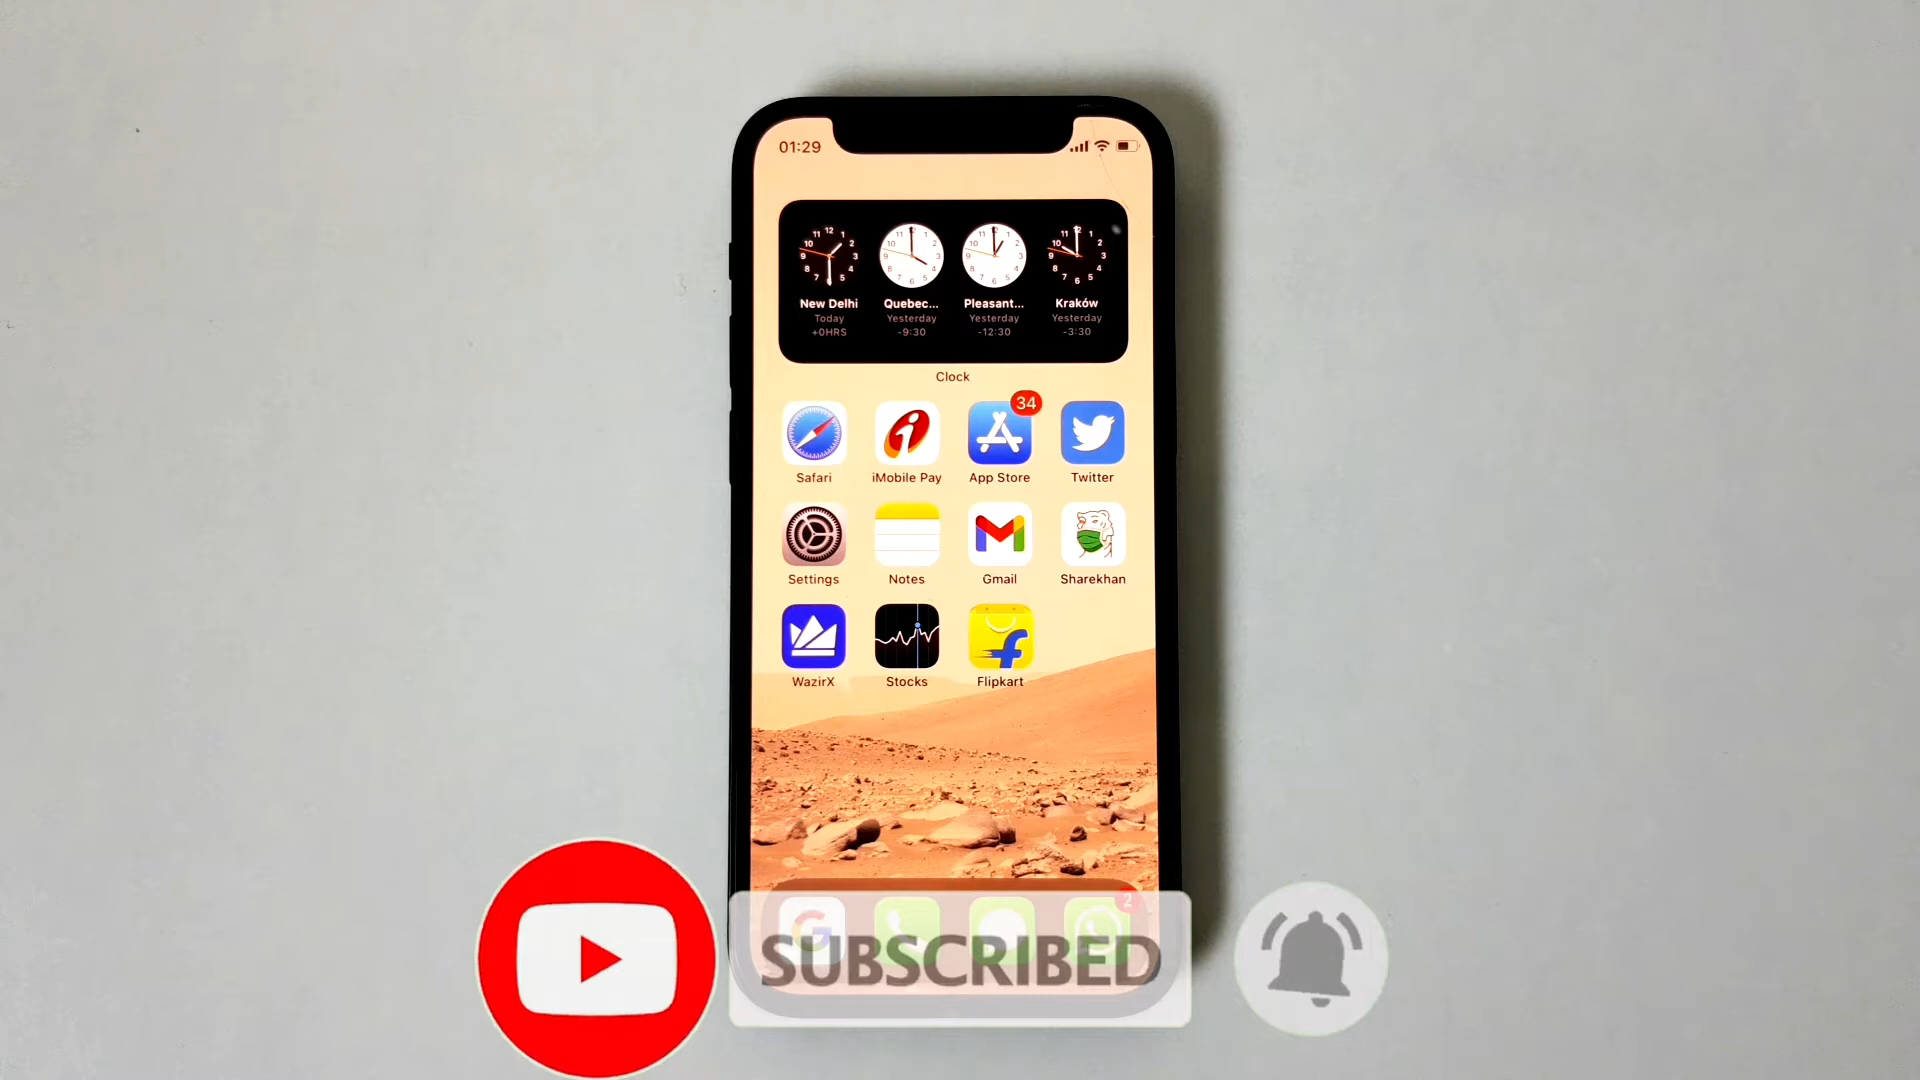 01:29
New Delhi Quebec... Pleasant... Kraków
Today Yesterday Yesterday Yesterday
+0HRS -9:30 -12:30 -3:30
Clock
34
Safari iMobile Pay App Store Twitter
Settings Notes Gmail Sharekhan
WazirX Stocks Flipkart
2
SUBSCRIBED